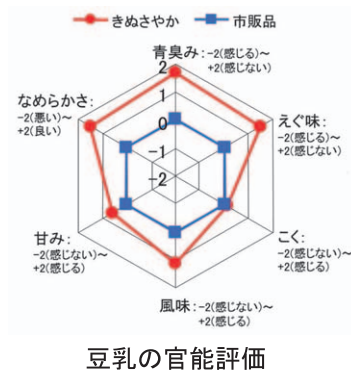 きぬさやか 市販品
青臭み:-2(感じる)～
+2(感じない)
2
1
0
-1
-2
なめらかさ:
-2(悪い)～
+2(良い)
えぐ味:
-2(感じる)～
+2(感じない)
甘み:
-2(感じない)～
+2(感じる)
こく:
-2(感じない)～
+2(感じる)
風味:-2(感じない)～
+2(感じる)
豆乳の官能評価